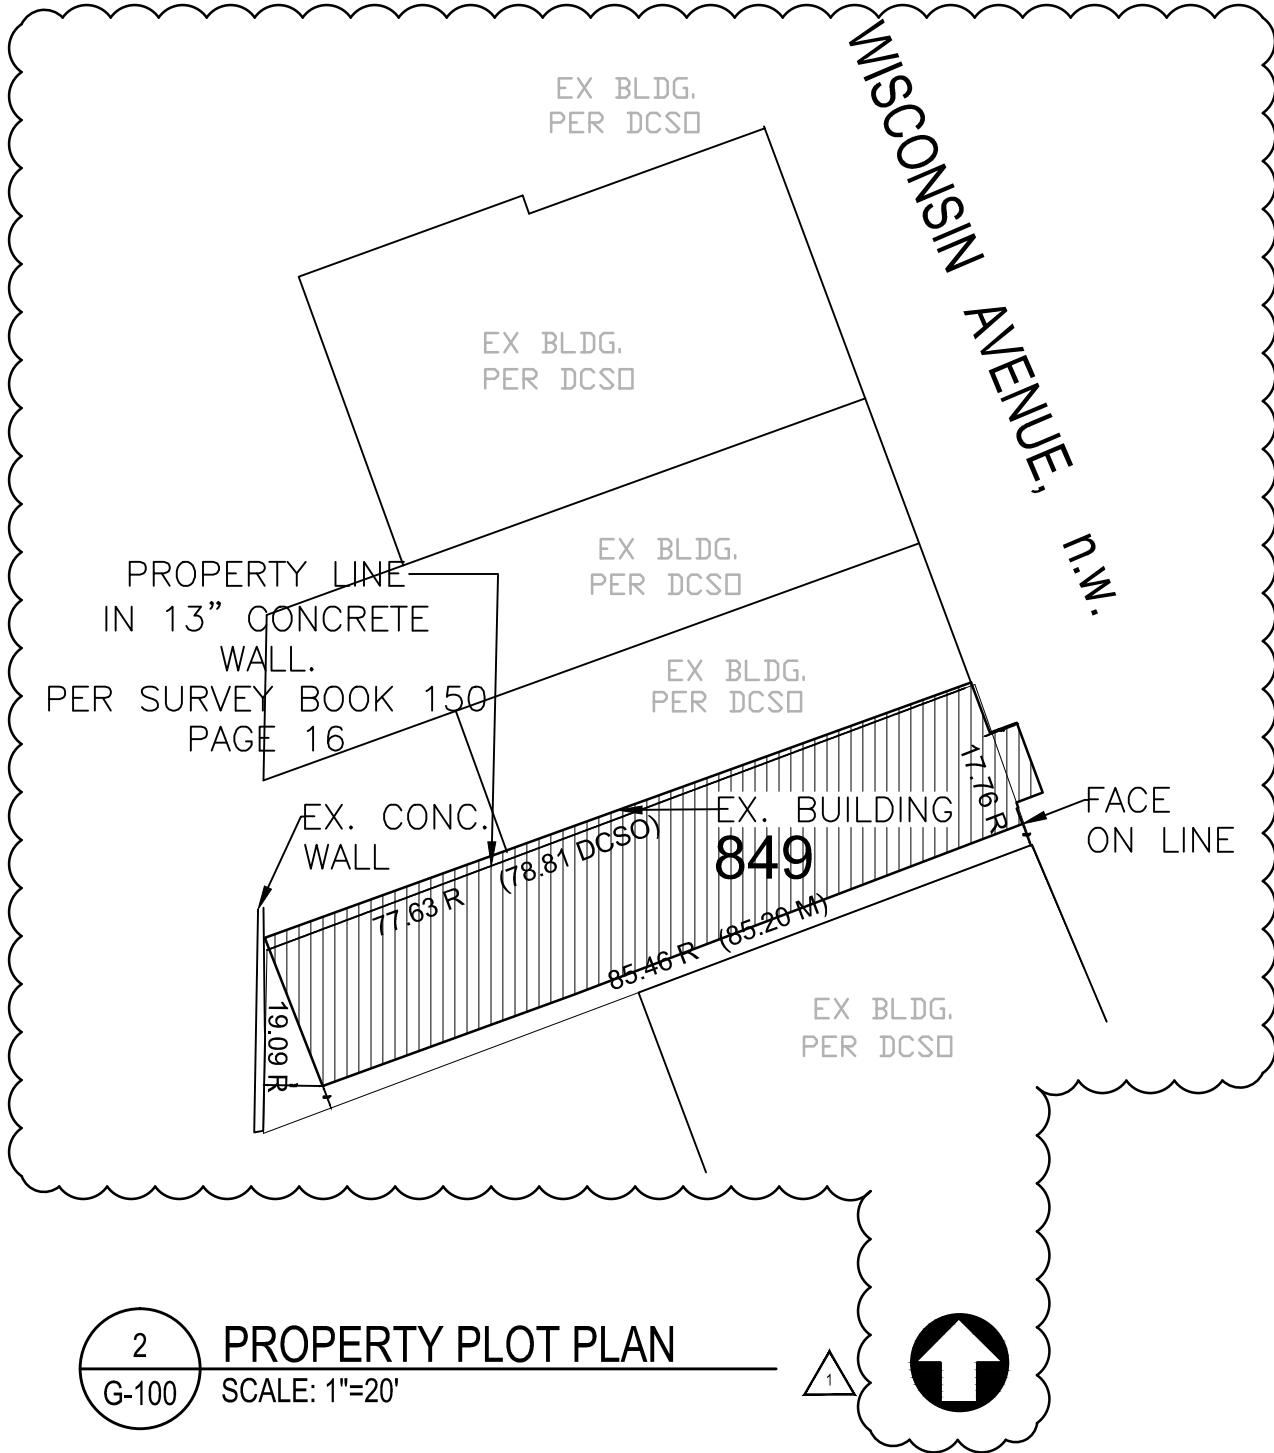 EX BLDG.
PER DCSO
WISCONSIN AVENUE, n.w.
EX BLDG.
PER DCSO
EX BLDG.
PER DCSO
PROPERTY LINE
IN 13” CONCRETE
WALL.
PER SURVEY BOOK 150
PAGE 16
EX BLDG.
PER DCSO
17.76 R
EX. CONC.
WALL
EX. BUILDING
849
FACE
ON LINE
77.63 R (78.81 DCSO)
85.46 R (85.20 M)
19.09 R
EX BLDG.
PER DCSO
2
G-100
PROPERTY PLOT PLAN
SCALE: 1"=20'
1